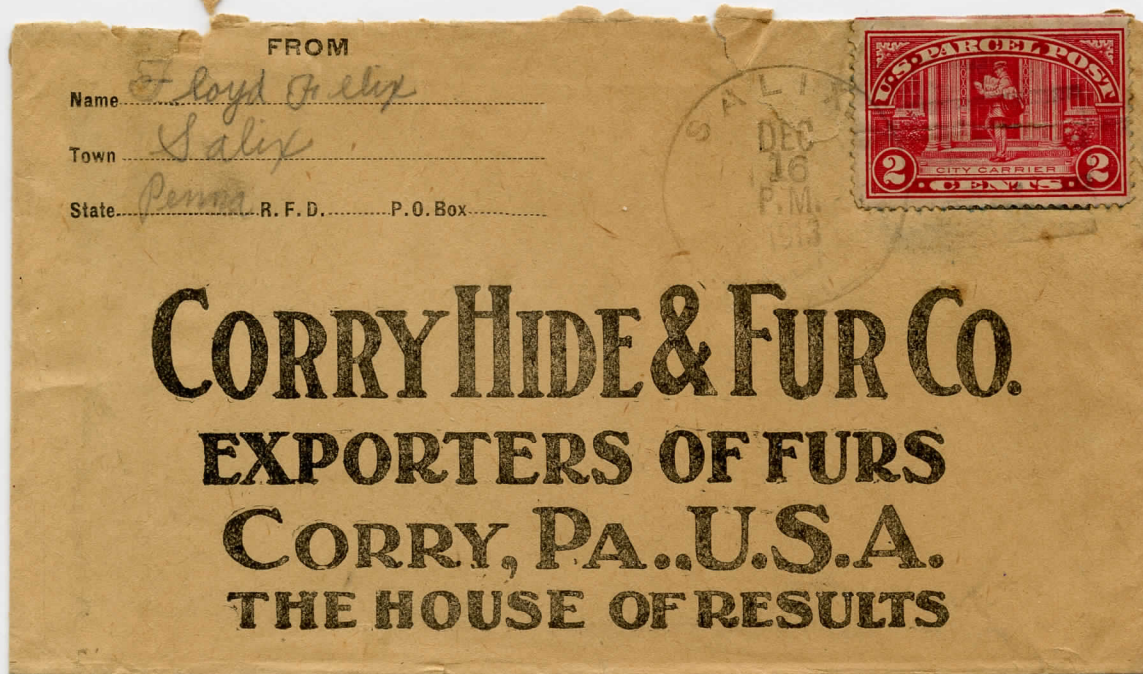 FROM
Name Floyd Felix
Town Salix
State Penna R.F.D. P.O.Box
SALIX
DEC
16
P.M.
1913
U.S. PARCEL POST
2 CITY CARRIER 2
CENTS
CORRY HIDE & FUR CO.
EXPORTERS OF FURS
CORRY, PA..U.S.A.
THE HOUSE OF RESULTS